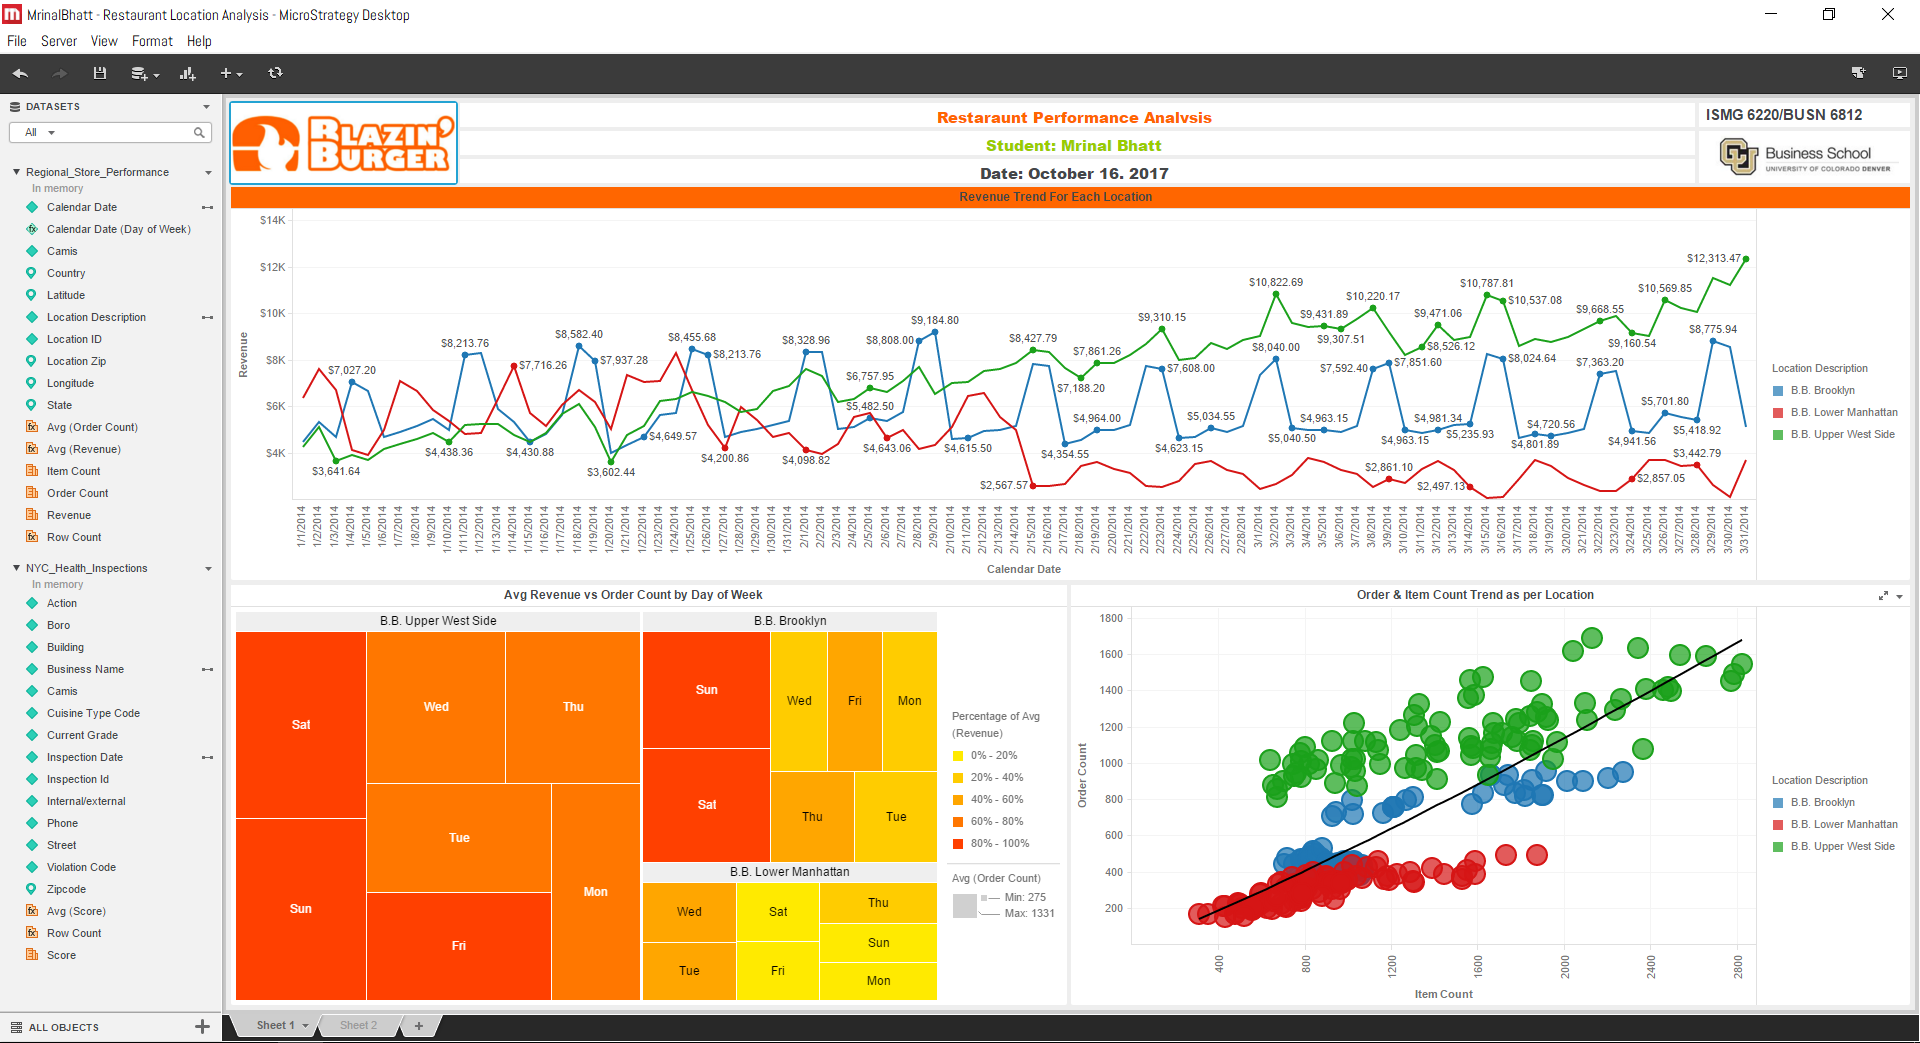 MrinalBhatt - Restaurant Location Analysis - MicroStrategy Desktop
File Server View Format Help
DATASETS
All
Regional_Store_Performance
In memory
Calendar Date
Calendar Date (Day of Week)
Camis
Country
Latitude
Location Description
Location ID
Location Zip
Longitude
State
Avg (Order Count)
Avg (Revenue)
Item Count
Order Count
Revenue
Row Count
NYC_Health_Inspections
In memory
Action
Boro
Building
Business Name
Camis
Cuisine Type Code
Current Grade
Inspection Date
Inspection Id
Internal/external
Phone
Street
Violation Code
Zipcode
Avg (Score)
Row Count
Score
ALL OBJECTS
BLAZIN'
BURGER
Restaraunt Performance Analvsis
Student: Mrinal Bhatt
Date: October 16. 2017
ISMG 6220/BUSN 6812
CU
Business School
UNIVERSITY OF COLORADO DENVER
Revenue Trend For Each Location
$14K
$12K
$10K
$8K
$6K
$4K
Revenue
$7,027.20
$3,641.64
$8,213.76
$4,438.36
$7,716.26
$4,430.88
$8,582.40
$7,937.28
$3,602.44
$4,649.57
$8,455.68
$8,213.76
$4,200.86
$8,328.96
$4,098.82
$6,757.95
$5,482.50
$4,643.06
$8,808.00
$9,184.80
$4,615.50
$2,567.57
$8,427.79
$4,354.55
$7,188.20
$7,861.26
$4,964.00
$9,310.15
$7,608.00
$4,623.15
$5,034.55
$10,822.69
$8,040.00
$5,040.50
$9,431.89
$4,963.15
$9,307.51
$10,220.17
$7,592.40
$7,851.60
$2,861.10
$4,963.15
$8,526.12
$9,471.06
$4,981.34
$2,497.13
$5,235.93
$10,787.81
$10,537.08
$8,024.64
$4,801.89
$4,720.56
$9,668.55
$7,363.20
$9,160.54
$4,941.56
$2,857.05
$10,569.85
$5,701.80
$5,418.92
$3,442.79
$8,775.94
$12,313.47
1/1/2014
1/2/2014
1/3/2014
1/4/2014
1/5/2014
1/7/2014
1/8/2014
1/9/2014
1/10/2014
1/11/2014
1/12/2014
1/13/2014
1/14/2014
1/15/2014
1/16/2014
1/17/2014
1/18/2014
1/19/2014
1/20/2014
1/21/2014
1/22/2014
1/23/2014
1/24/2014
1/25/2014
1/26/2014
1/27/2014
1/28/2014
1/29/2014
1/30/2014
1/31/2014
2/1/2014
2/2/2014
2/3/2014
2/4/2014
2/5/2014
2/6/2014
2/7/2014
2/8/2014
2/9/2014
2/10/2014
2/11/2014
2/12/2014
2/13/2014
2/14/2014
2/15/2014
2/16/2014
2/17/2014
2/18/2014
2/19/2014
2/20/2014
2/21/2014
2/22/2014
2/23/2014
2/24/2014
2/25/2014
2/26/2014
2/27/2014
2/28/2014
3/1/2014
3/2/2014
3/3/2014
3/4/2014
3/5/2014
3/6/2014
3/7/2014
3/8/2014
3/9/2014
3/10/2014
3/11/2014
3/12/2014
3/13/2014
3/14/2014
3/15/2014
3/16/2014
3/17/2014
3/18/2014
3/19/2014
3/20/2014
3/21/2014
3/22/2014
3/23/2014
3/24/2014
3/25/2014
3/26/2014
3/27/2014
3/28/2014
3/29/2014
3/30/2014
3/31/2014
Calendar Date
Location Description
B.B. Brooklyn
B.B. Lower Manhattan
B.B. Upper West Side
Avg Revenue vs Order Count by Day of Week
B.B. Upper West Side
Sat
Sun
Wed
Thu
Tue
Fri
Mon
B.B. Brooklyn
Sun
Sat
Wed
Fri
Mon
Thu
Tue
B.B. Lower Manhattan
Wed
Tue
Sat
Fri
Thu
Sun
Mon
Percentage of Avg
(Revenue)
0% - 20%
20% - 40%
40% - 60%
60% - 80%
80% - 100%
Avg (Order Count)
Min: 275
Max: 1331
Order & Item Count Trend as per Location
1800
1600
1400
1200
1000
800
600
400
200
Order Count
400
800
1200
1600
2000
2400
2800
Item Count
Location Description
B.B. Brooklyn
B.B. Lower Manhattan
B.B. Upper West Side
Sheet 1
Sheet 2